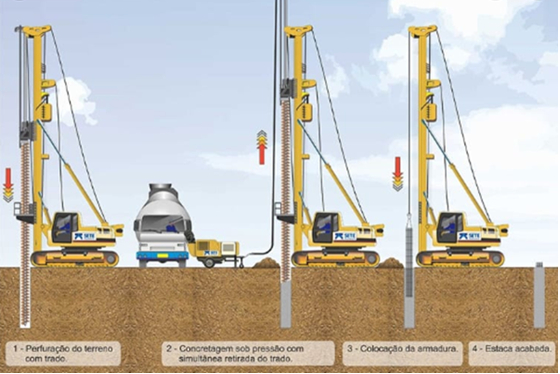 1 - Perfuração do terreno
com trado.
2 - Concretagem sob pressão com
simultânea retirada do trado.
3 - Colocação da armadura.
4 - Estaca acabada.